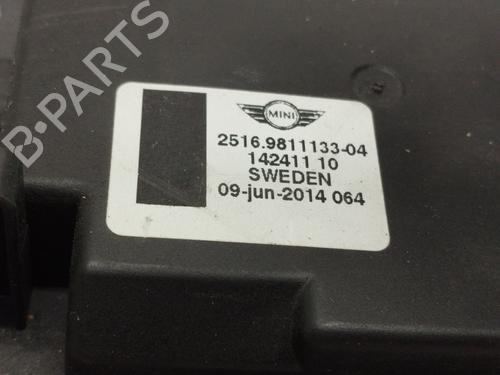 B-PARTS
MINI
2516.9811133-04
142411 10
SWEDEN
09-jun-2014 064